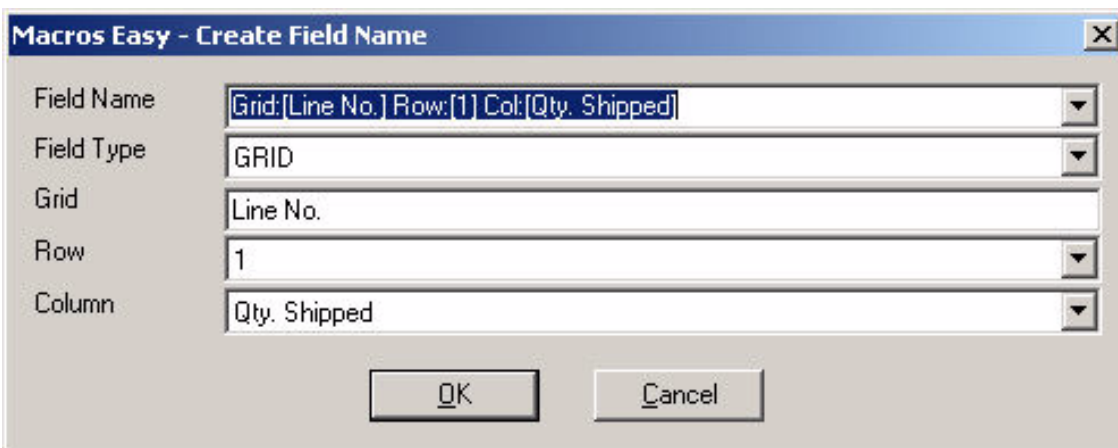 Macros Easy - Create Field Name
Field Name Grid:[Line No.] Row:[1] Col:[Qty. Shipped]
Field Type GRID
Grid Line No.
Row 1
Column Qty. Shipped
OK Cancel